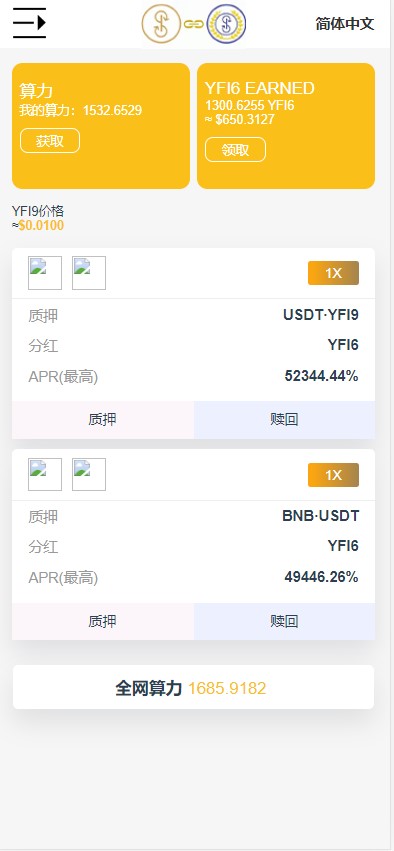 简体中文
算力
我的算力：1532.6529
获取
YFI6 EARNED
1300.6255 YFI6
≈ $650.3127
领取
YFI9价格
≈$0.0100
1X
质押 USDT·YFI9
分红 YFI6
APR(最高) 52344.44%
质押 赎回
1X
质押 BNB·USDT
分红 YFI6
APR(最高) 49446.26%
质押 赎回
全网算力 1685.9182